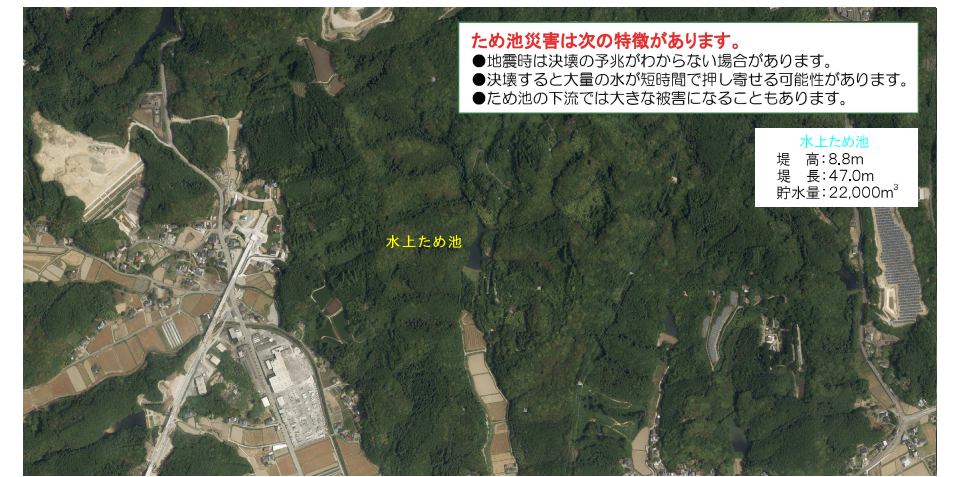 ため池災害は次の特徴があります。
●地震時は決壊の予兆がわからない場合があります。
●決壊すると大量の水が短時間で押し寄せる可能性があります。
●ため池の下流では大きな被害になることもあります。
水上ため池
堤　高：8.8m
堤　長：47.0m
貯水量：22,000m³
水上ため池